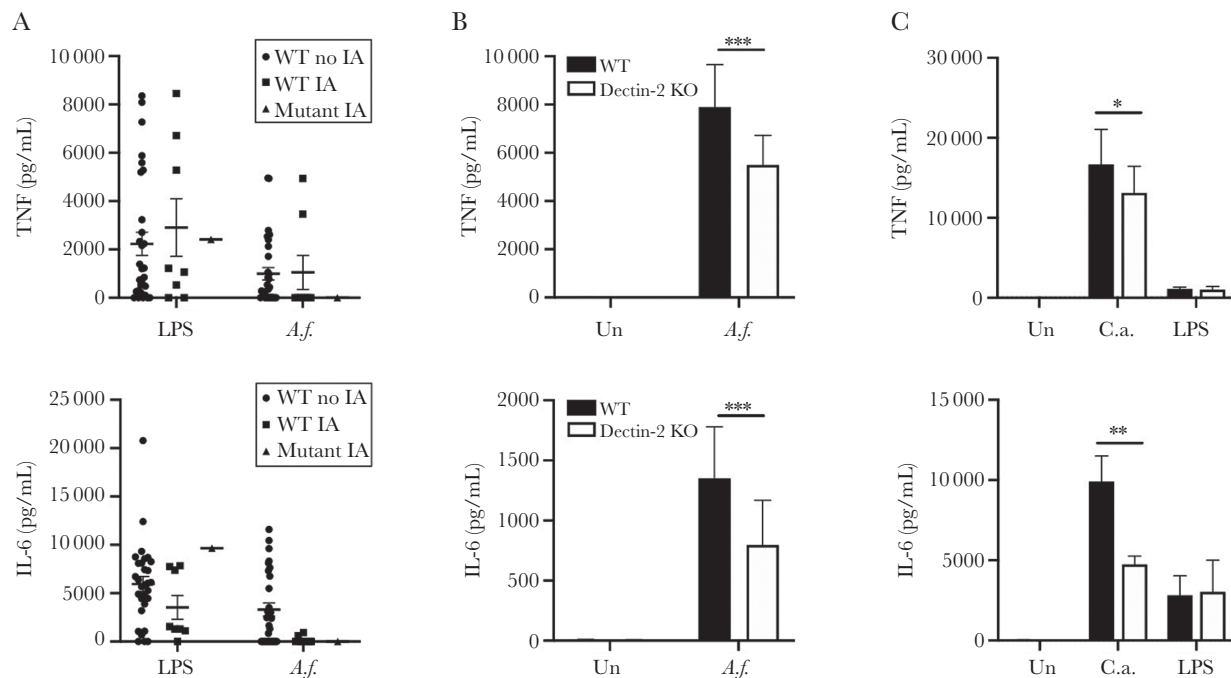 A
TNF (pg/mL)
10 000
8000
6000
4000
2000
0
WT no IA
WT IA
Mutant IA
LPS
A.f.
B
TNF (pg/mL)
10 000
8000
6000
4000
2000
0
WT
Dectin-2 KO
***
Un
A.f.
C
TNF (pg/mL)
30 000
20 000
10 000
0
*
Un
C.a.
LPS
IL-6 (pg/mL)
25 000
20 000
15 000
10 000
5000
0
WT no IA
WT IA
Mutant IA
LPS
A.f.
IL-6 (pg/mL)
2000
1500
1000
500
0
WT
Dectin-2 KO
***
Un
A.f.
IL-6 (pg/mL)
15 000
10 000
5000
0
**
Un
C.a.
LPS